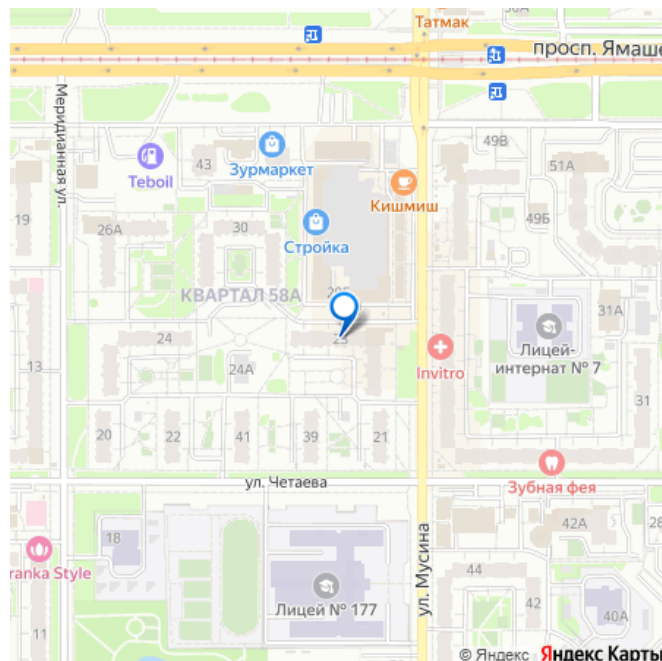 Татмак
просп. Ямаше
Меридианная ул.
Teboil
43
Зурмаркет
49В
51А
Кишмиш
19
26А
30
Стройка
49Б
КВАРТАЛ 58А
31А
24
23
Лицей-
интернат № 7
13
24А
Invitro
20
22
41
39
21
31
ул. Четаева
Зубная фея
18
42А
ranka Style
ул. Мусина
44
Лицей № 177
42
40А
11
© Яндекс Яндекс Карты